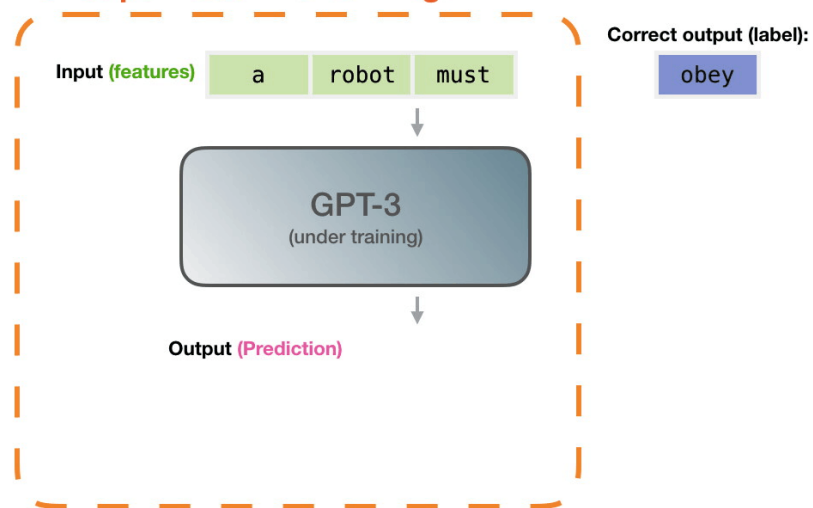 Input (features) a robot must
Correct output (label):
obey
GPT-3
(under training)
Output (Prediction)